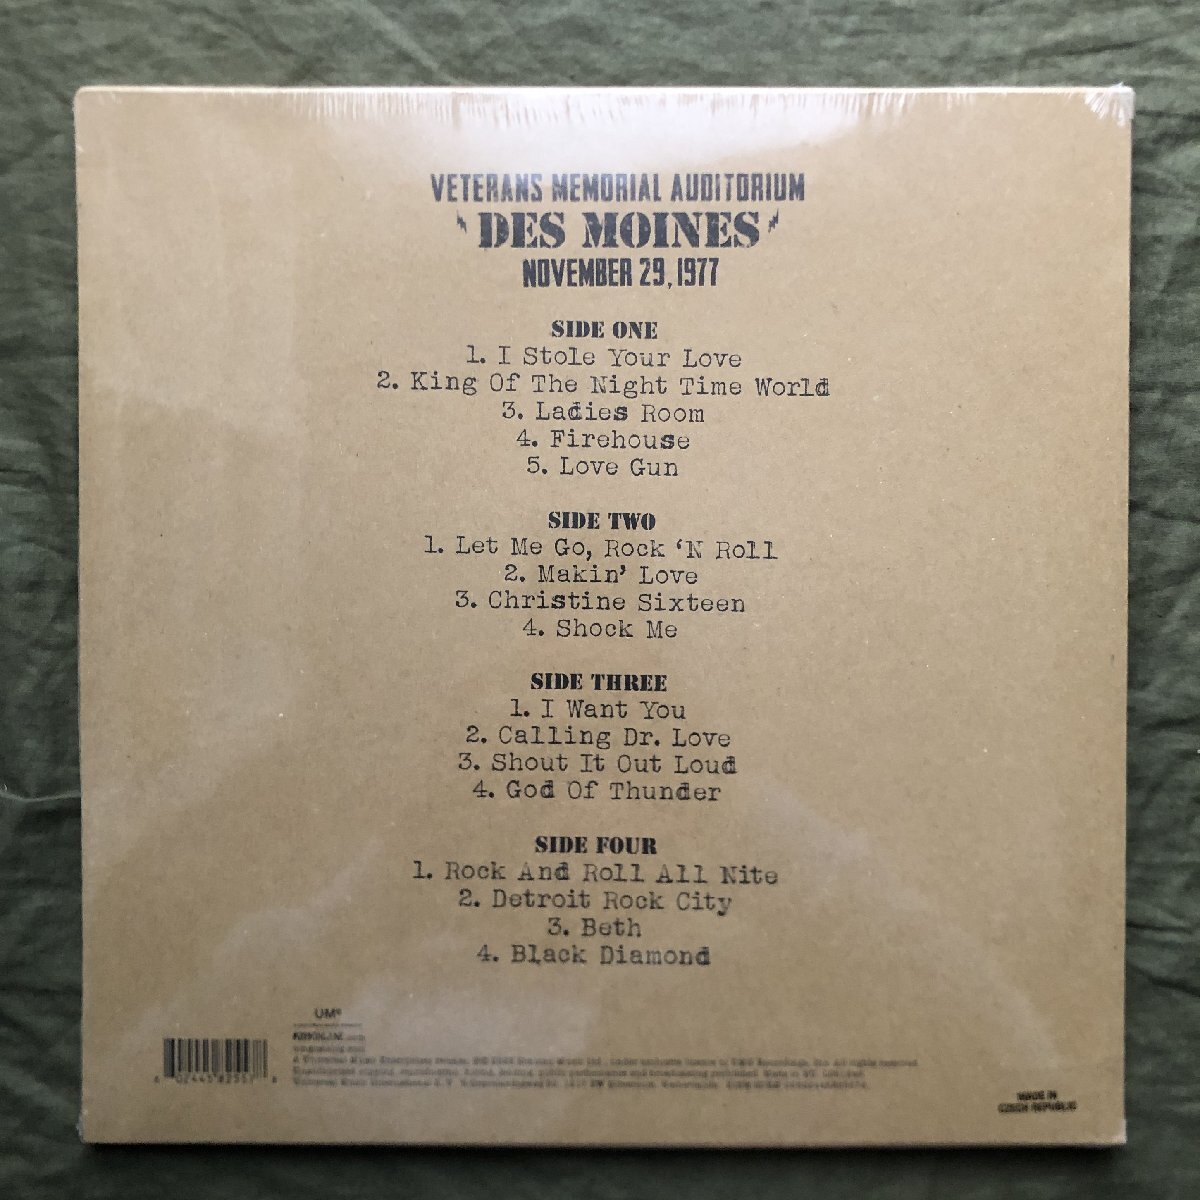 VETERANS MEMORIAL AUDITORIUM
DES MOINES
NOVEMBER 29, 1977
SIDE ONE
1. I Stole Your Love
2. King Of The Night Time World
3. Ladies Room
4. Firehouse
5. Love Gun
SIDE TWO
1. Let Me Go, Rock ‘N Roll
2. Makin’ Love
3. Christine Sixteen
4. Shock Me
SIDE THREE
1. I Want You
2. Calling Dr. Love
3. Shout It Out Loud
4. God Of Thunder
SIDE FOUR
1. Rock And Roll All Nite
2. Detroit Rock City
3. Beth
4. Black Diamond
UMe
MADE IN
CZECH REPUBLIC